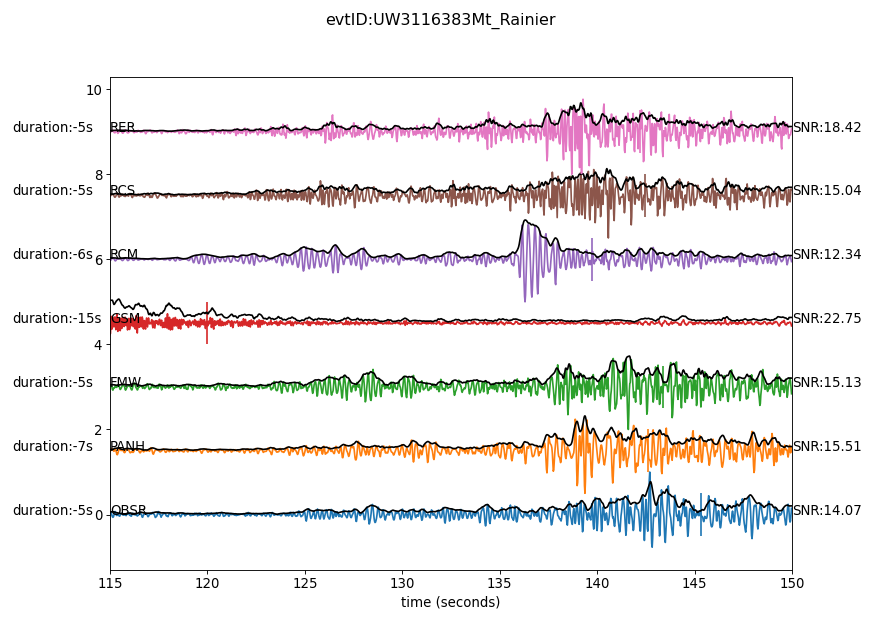 evtID:UW3116383Mt_Rainier
10
duration:-5s RER SNR:18.42
8
duration:-5s RCS SNR:15.04
duration:-6s RCM SNR:12.34
6
duration:-15s GSM SNR:22.75
4
duration:-5s FMW SNR:15.13
2
duration:-7s PANH SNR:15.51
duration:-5s OBSR SNR:14.07
0
115 120 125 130 135 140 145 150
time (seconds)